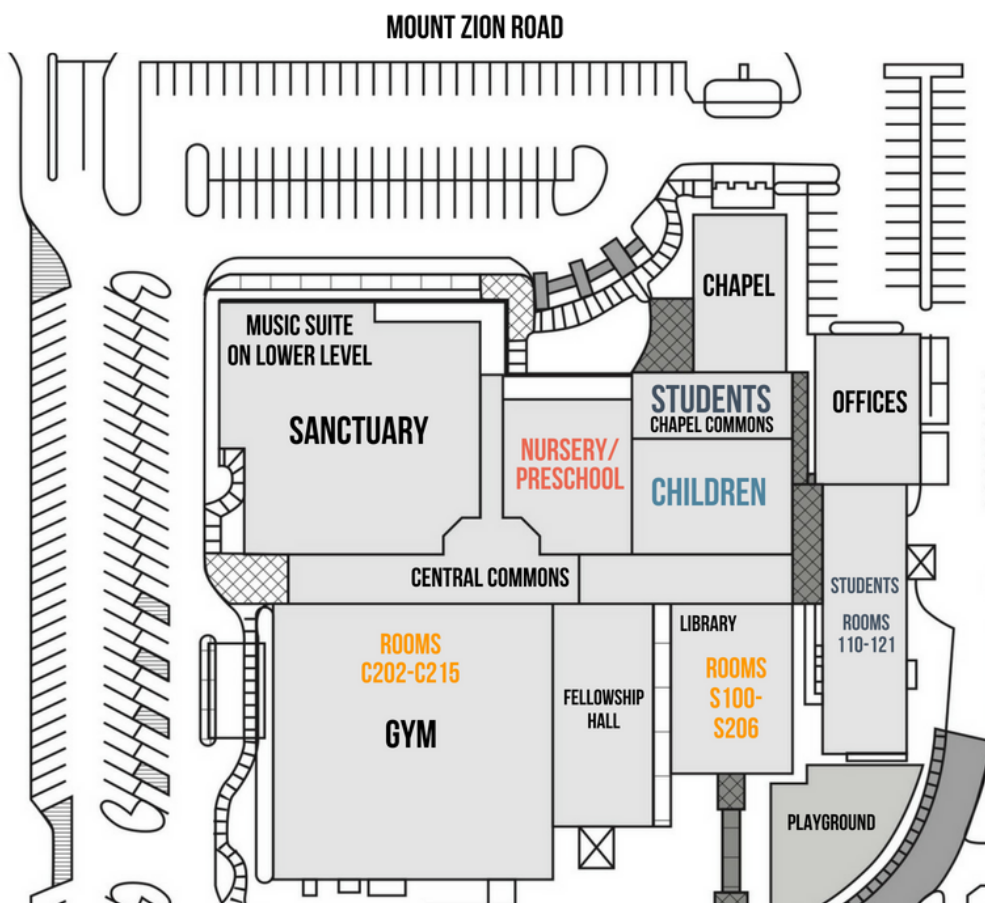 MOUNT ZION ROAD
CHAPEL
MUSIC SUITE
ON LOWER LEVEL
SANCTUARY
STUDENTS
CHAPEL COMMONS
OFFICES
NURSERY/
PRESCHOOL
CHILDREN
CENTRAL COMMONS
STUDENTS
ROOMS
110-121
ROOMS
C202-C215
GYM
FELLOWSHIP
HALL
LIBRARY
ROOMS
S100-
S206
PLAYGROUND